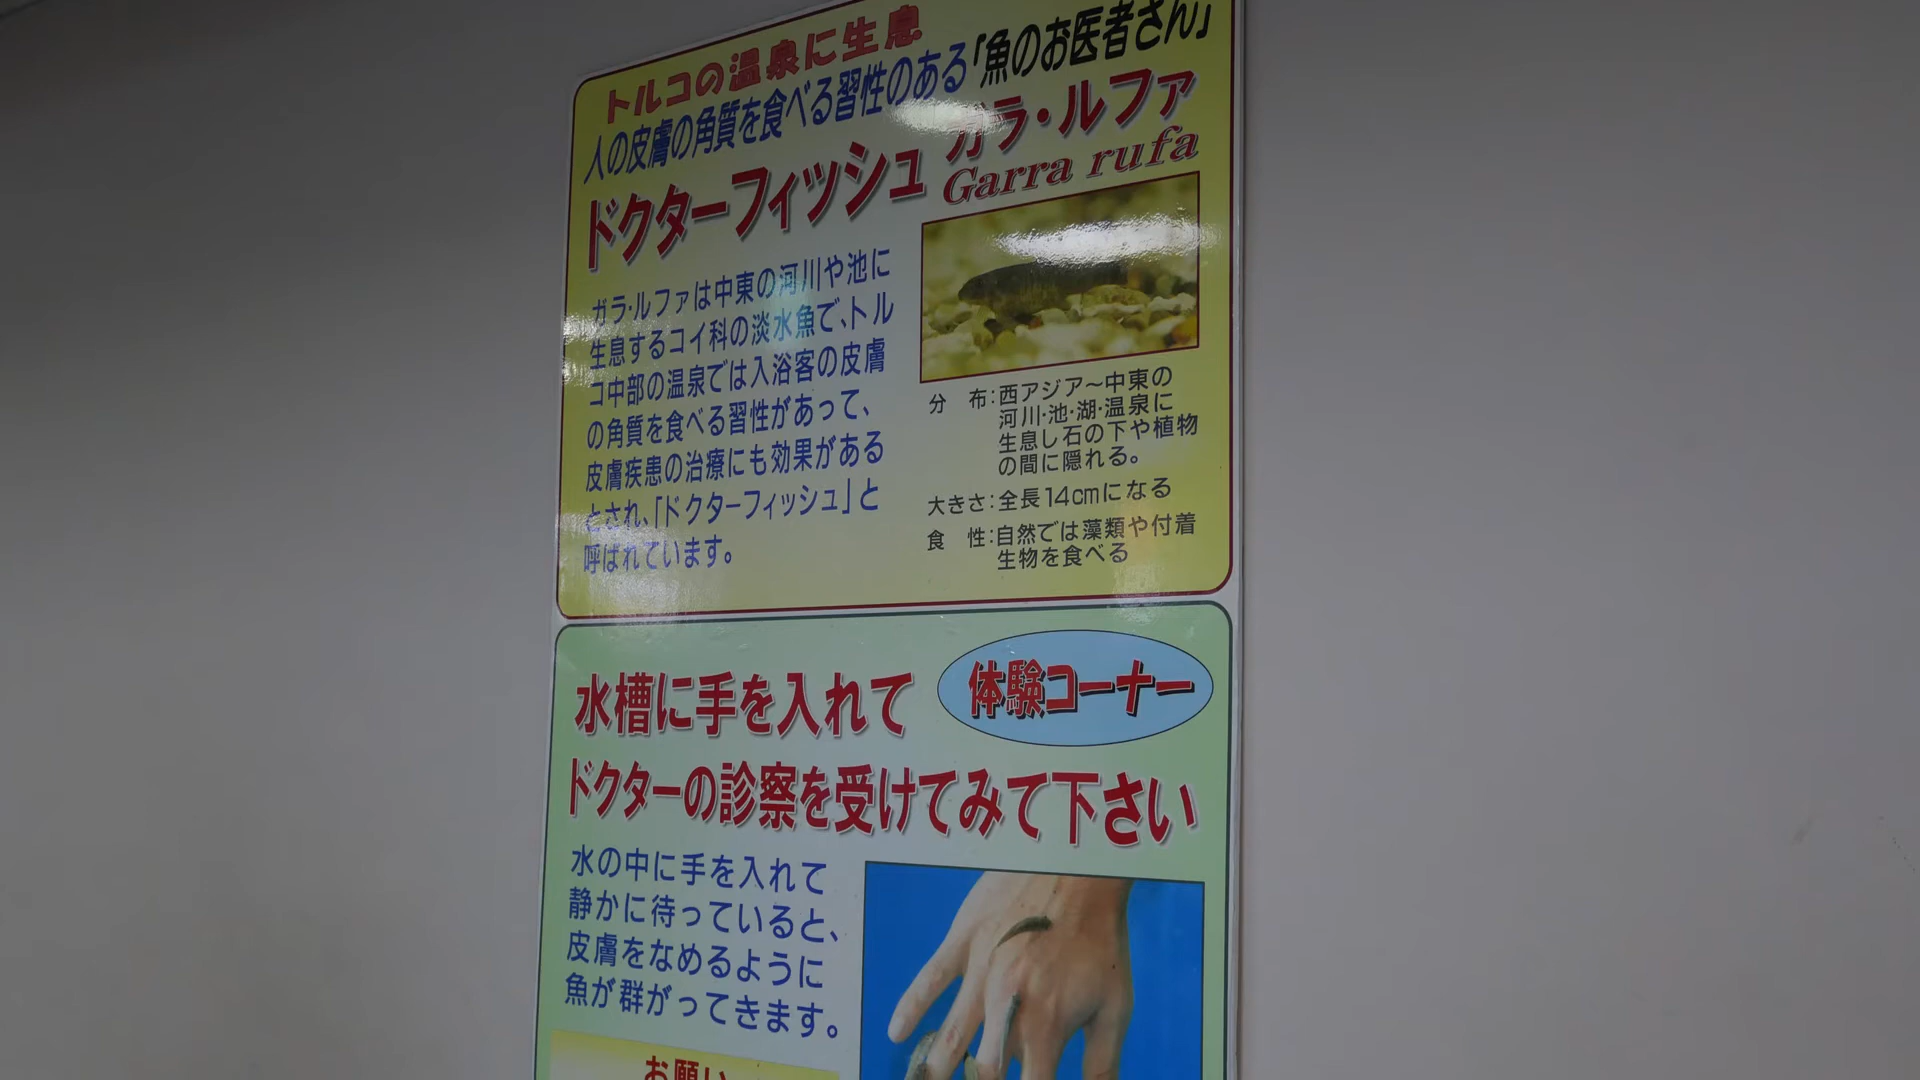 トルコの温泉に生息
人の皮膚の角質を食べる習性のある「魚のお医者さん」
ドクターフィッシュ ガラ・ルファ
Garra rufa
ガラ・ルファは中東の河川や池に
生息するコイ科の淡水魚で、トル
コ中部の温泉では入浴客の皮膚
の角質を食べる習性があって、
皮膚疾患の治療にも効果がある
とされ、「ドクターフィッシュ」と
呼ばれています。
分 布:西アジア～中東の
河川・池・湖・温泉に
生息し石の下や植物
の間に隠れる。
大きさ:全長14cmになる
食 性:自然では藻類や付着
生物を食べる
体験コーナー
水槽に手を入れて
ドクターの診察を受けてみて下さい
水の中に手を入れて
静かに待っていると、
皮膚をなめるように
魚が群がってきます。
お願い